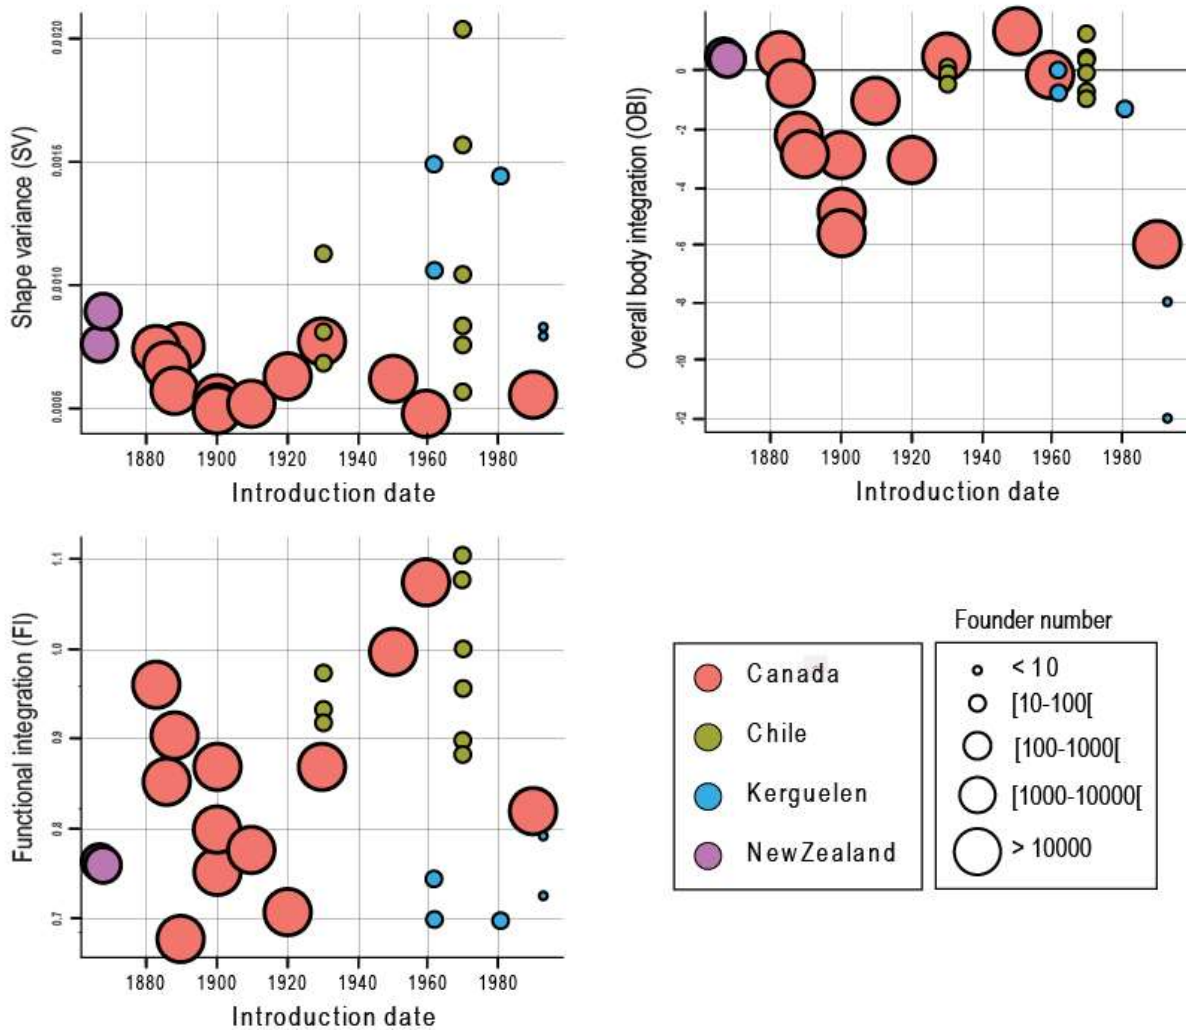 Shape variance (SV)
0.0020
0.0015
0.0010
0.0005
1880 1900 1920 1940 1960 1980
Introduction date
Overall body integration (OBI)
0
-2
-4
-6
-8
-10
-12
1880 1900 1920 1940 1960 1980
Introduction date
Functional integration (FI)
1.1
1.0
0.9
0.8
0.7
1880 1900 1920 1940 1960 1980
Introduction date
Canada
Chile
Kerguelen
NewZealand
Founder number
< 10
[10-100[
[100-1000[
[1000-10000[
> 10000